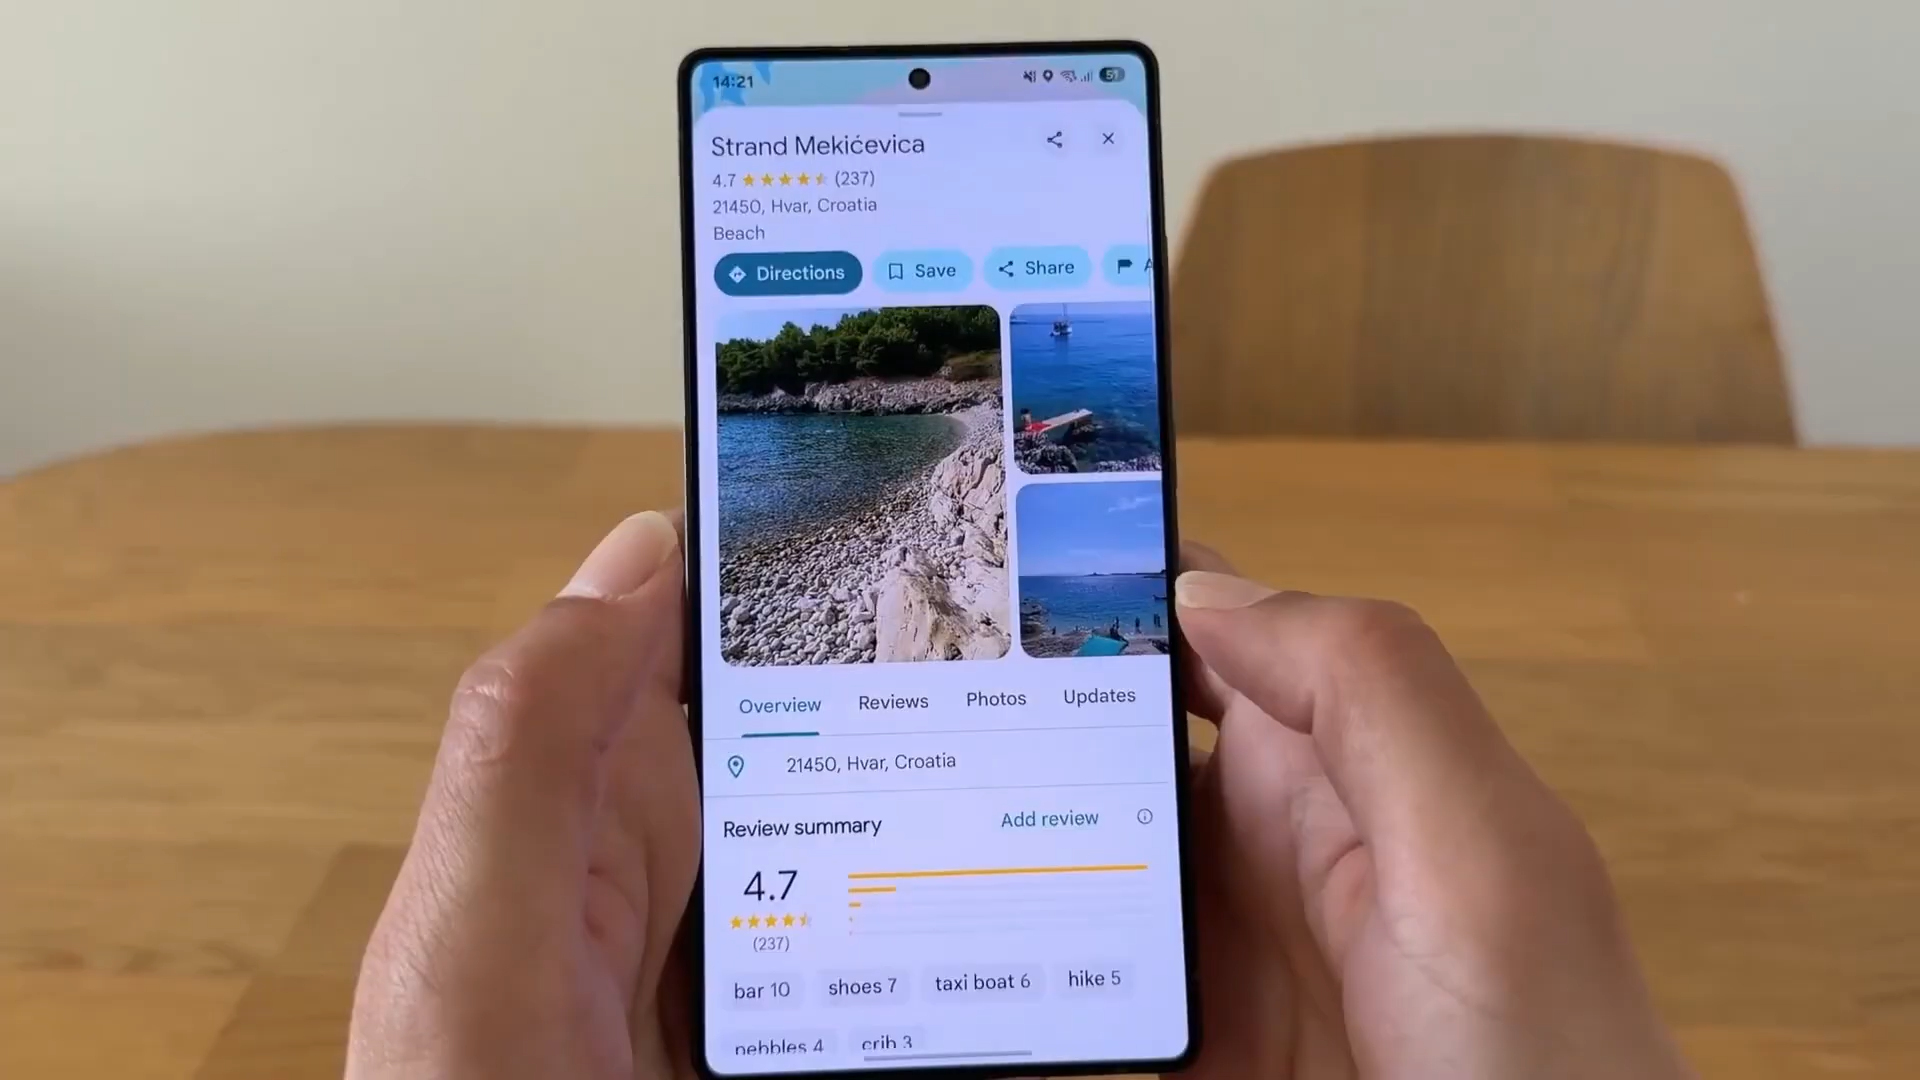 14:21
51
Strand Mekićevica
4.7 (237)
21450, Hvar, Croatia
Beach
Directions Save Share A
Overview Reviews Photos Updates
21450, Hvar, Croatia
Review summary Add review
4.7
(237)
bar 10 shoes 7 taxi boat 6 hike 5
pebbles 4 crib 3